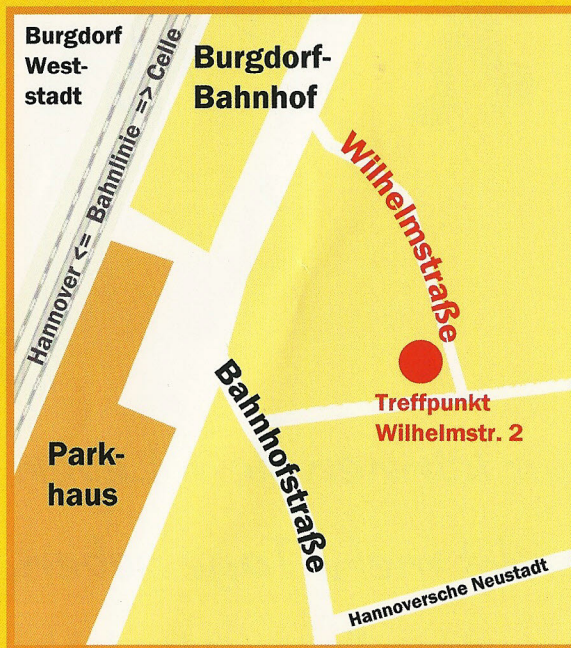 Burgdorf
West-
stadt
Burgdorf-
Bahnhof
Hannover <= Bahnlinie => Celle
Wilhelmstraße
Treffpunkt
Wilhelmstr. 2
Bahnhofstraße
Park-
haus
Hannoversche Neustadt